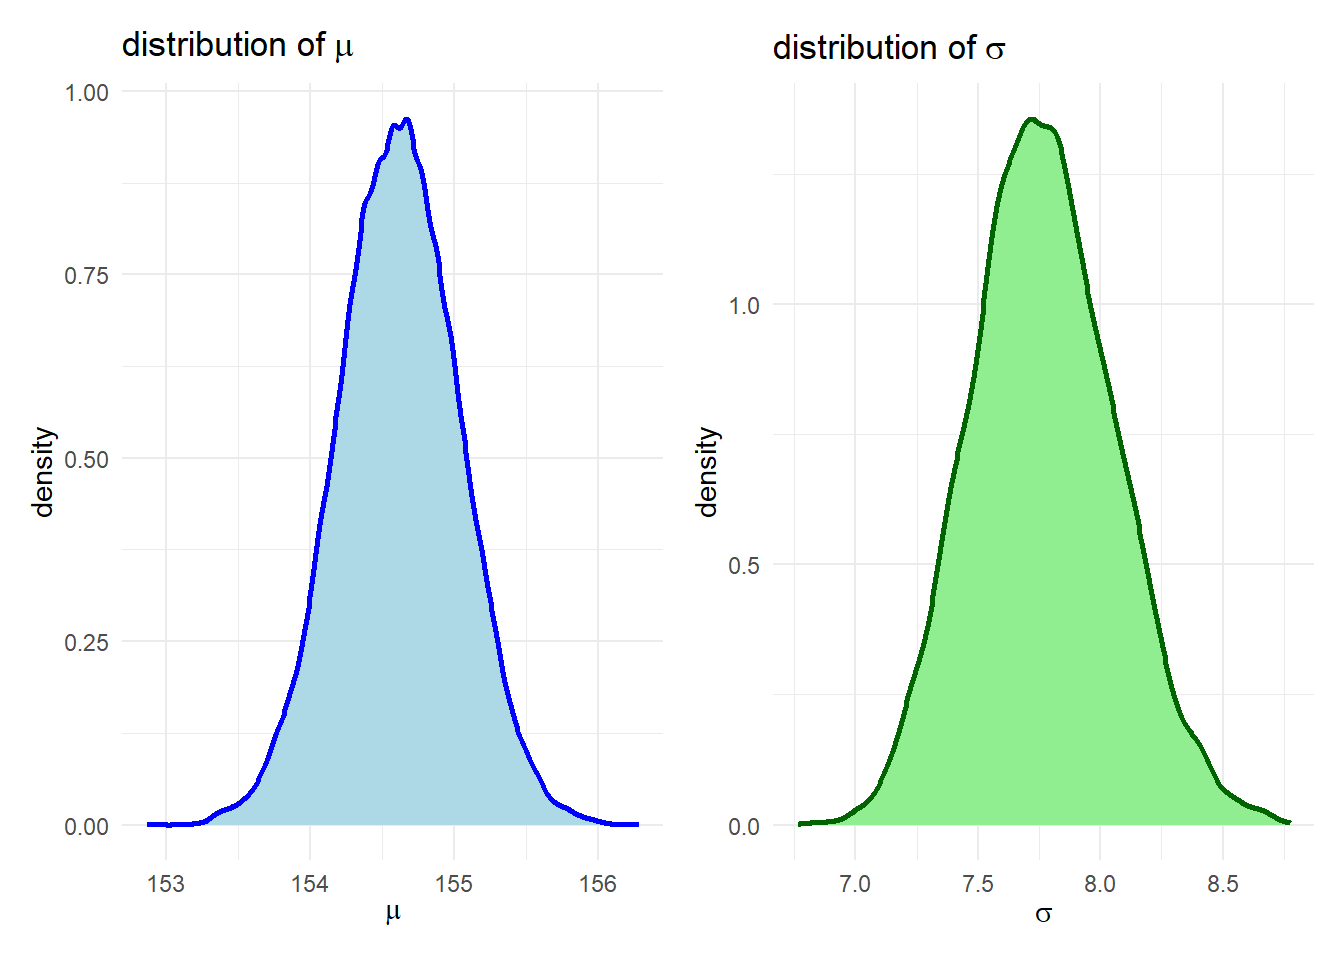 distribution of μ
1.00
0.75
0.50
0.25
0.00
density
153 154 155 156
μ
distribution of σ
1.0
0.5
0.0
density
7.0 7.5 8.0 8.5
σ